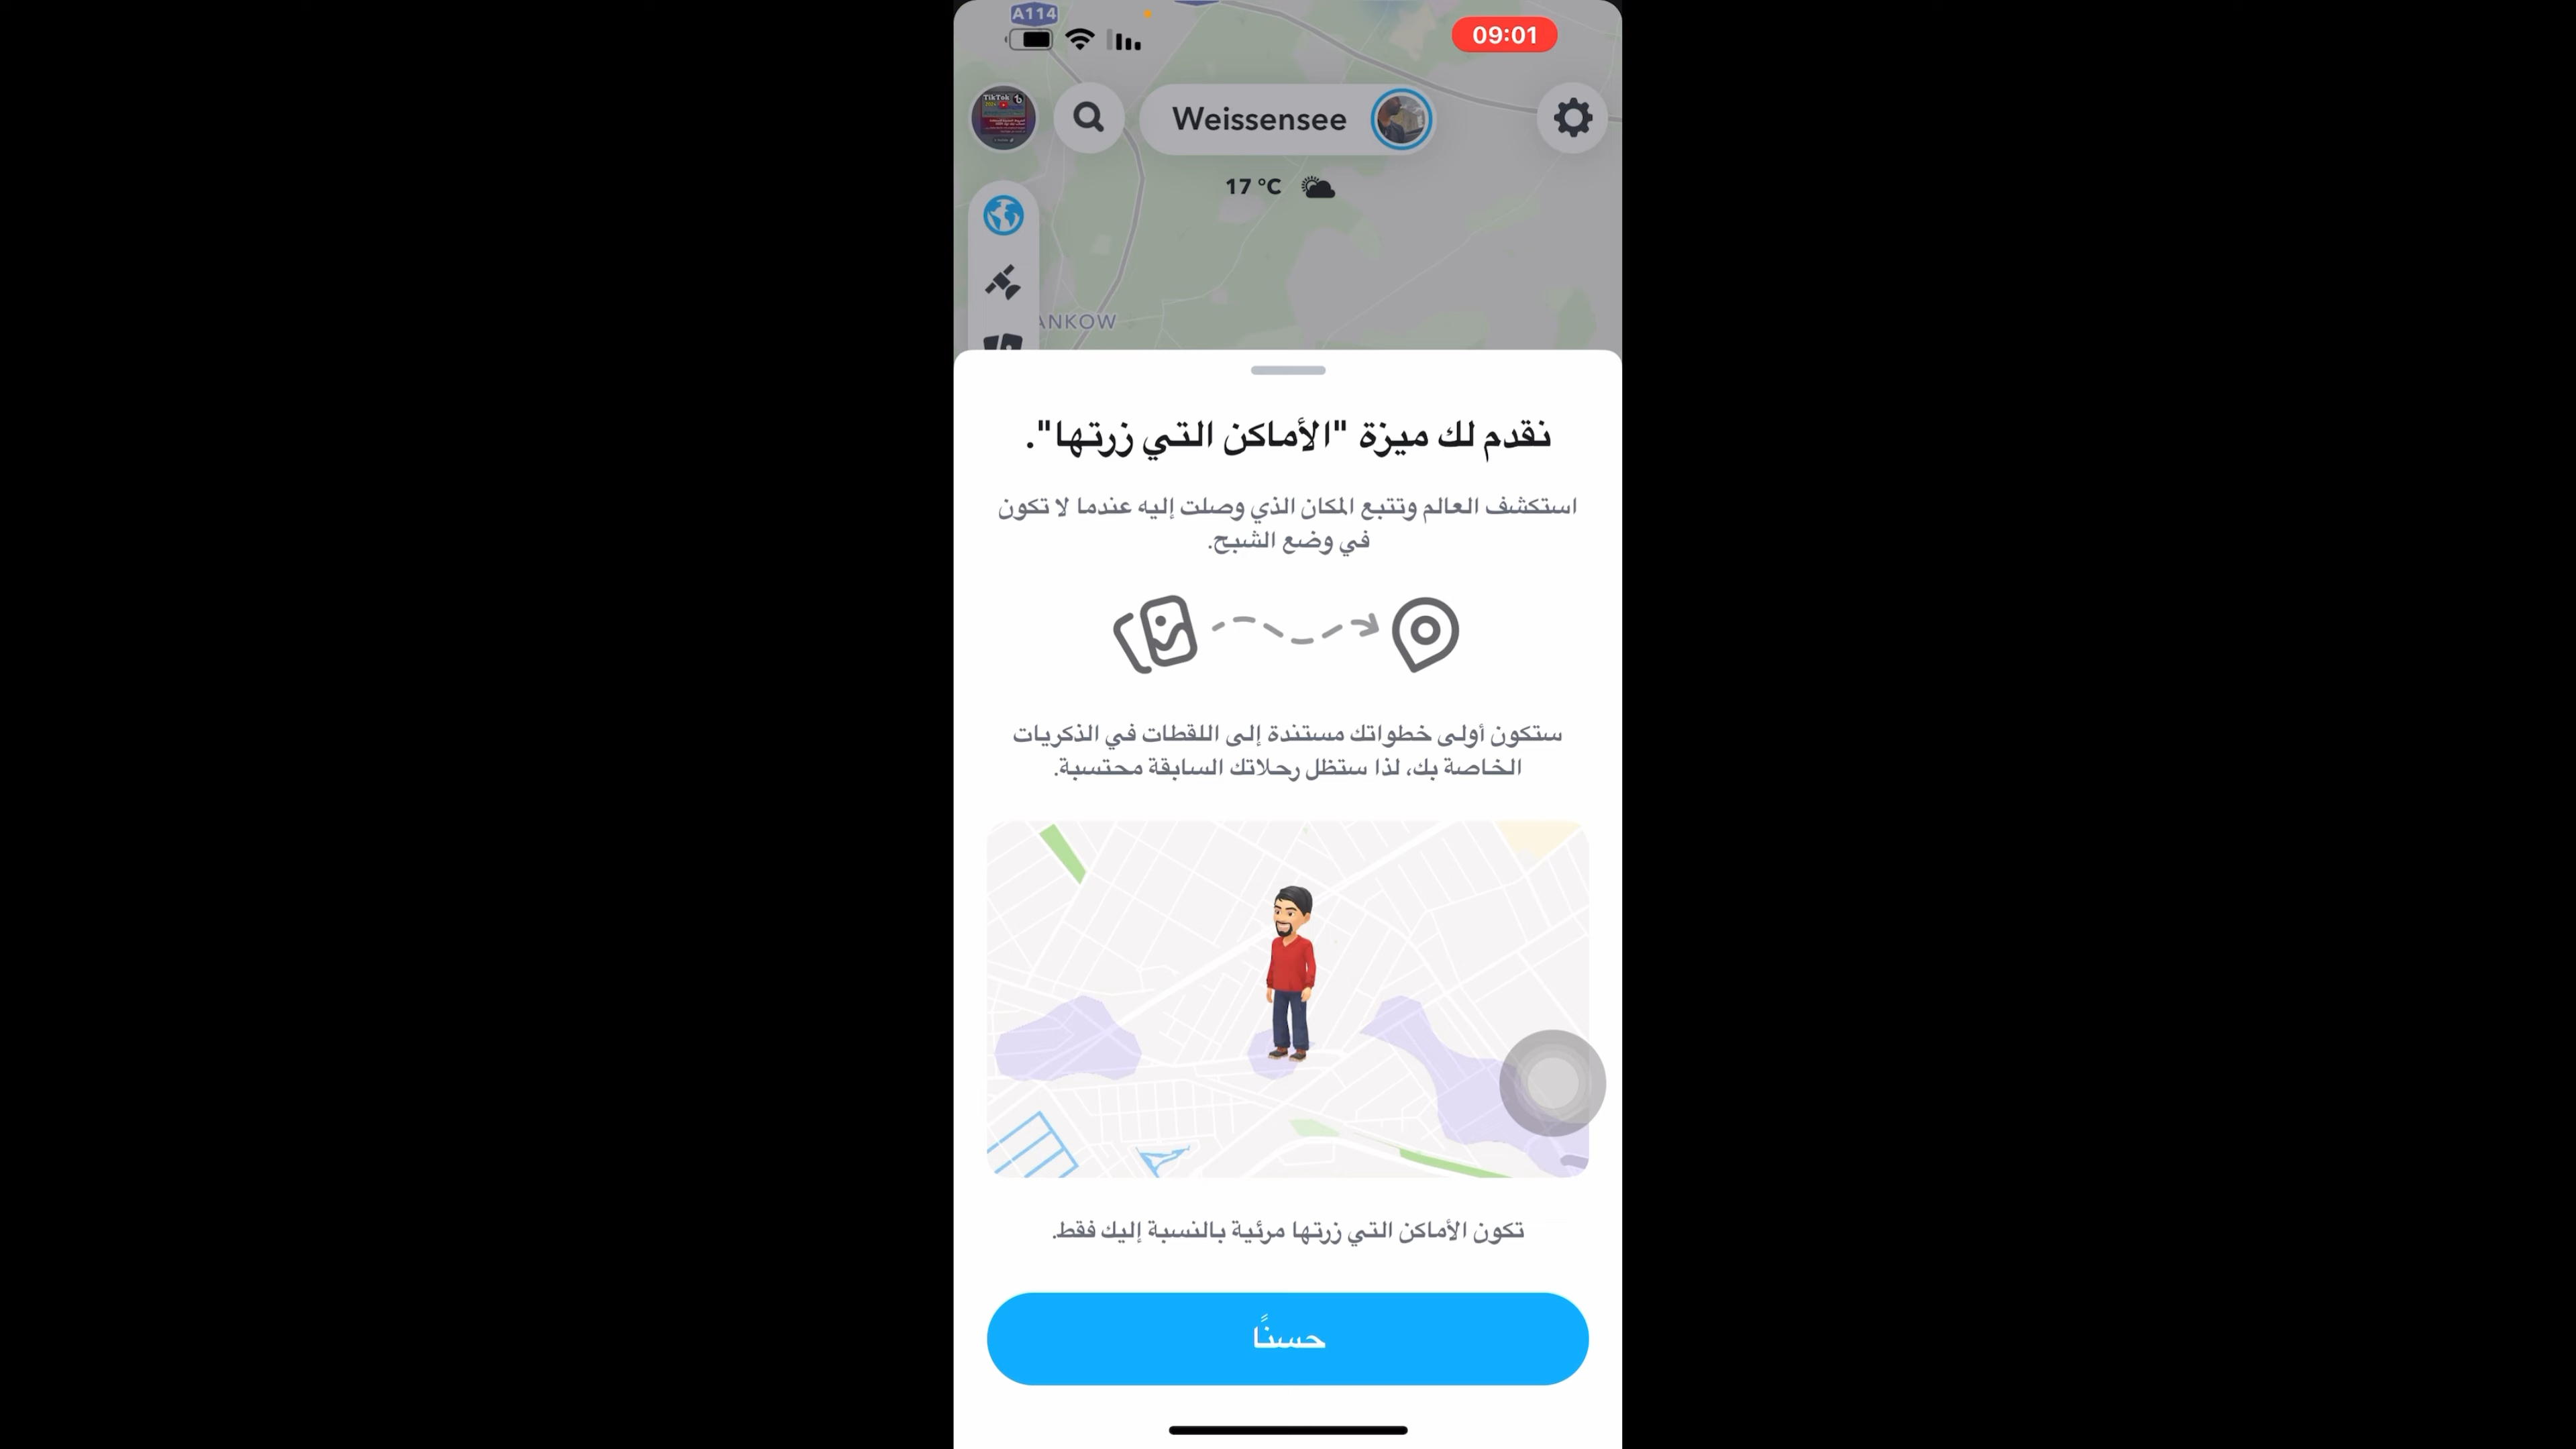 A114
09:01
TikTok
Weissensee
17 °C
ANKOW
نقدم لك ميزة "الأماكن التي زرتها".
استكشف العالم وتتبع المكان الذي وصلت إليه عندما لا تكون
في وضع الشبح.
ستكون أولى خطواتك مستندة إلى اللقطات في الذكريات
الخاصة بك، لذا ستظل رحلاتك السابقة محتسبة.
تكون الأماكن التي زرتها مرئية بالنسبة إليك فقط.
حسنًا